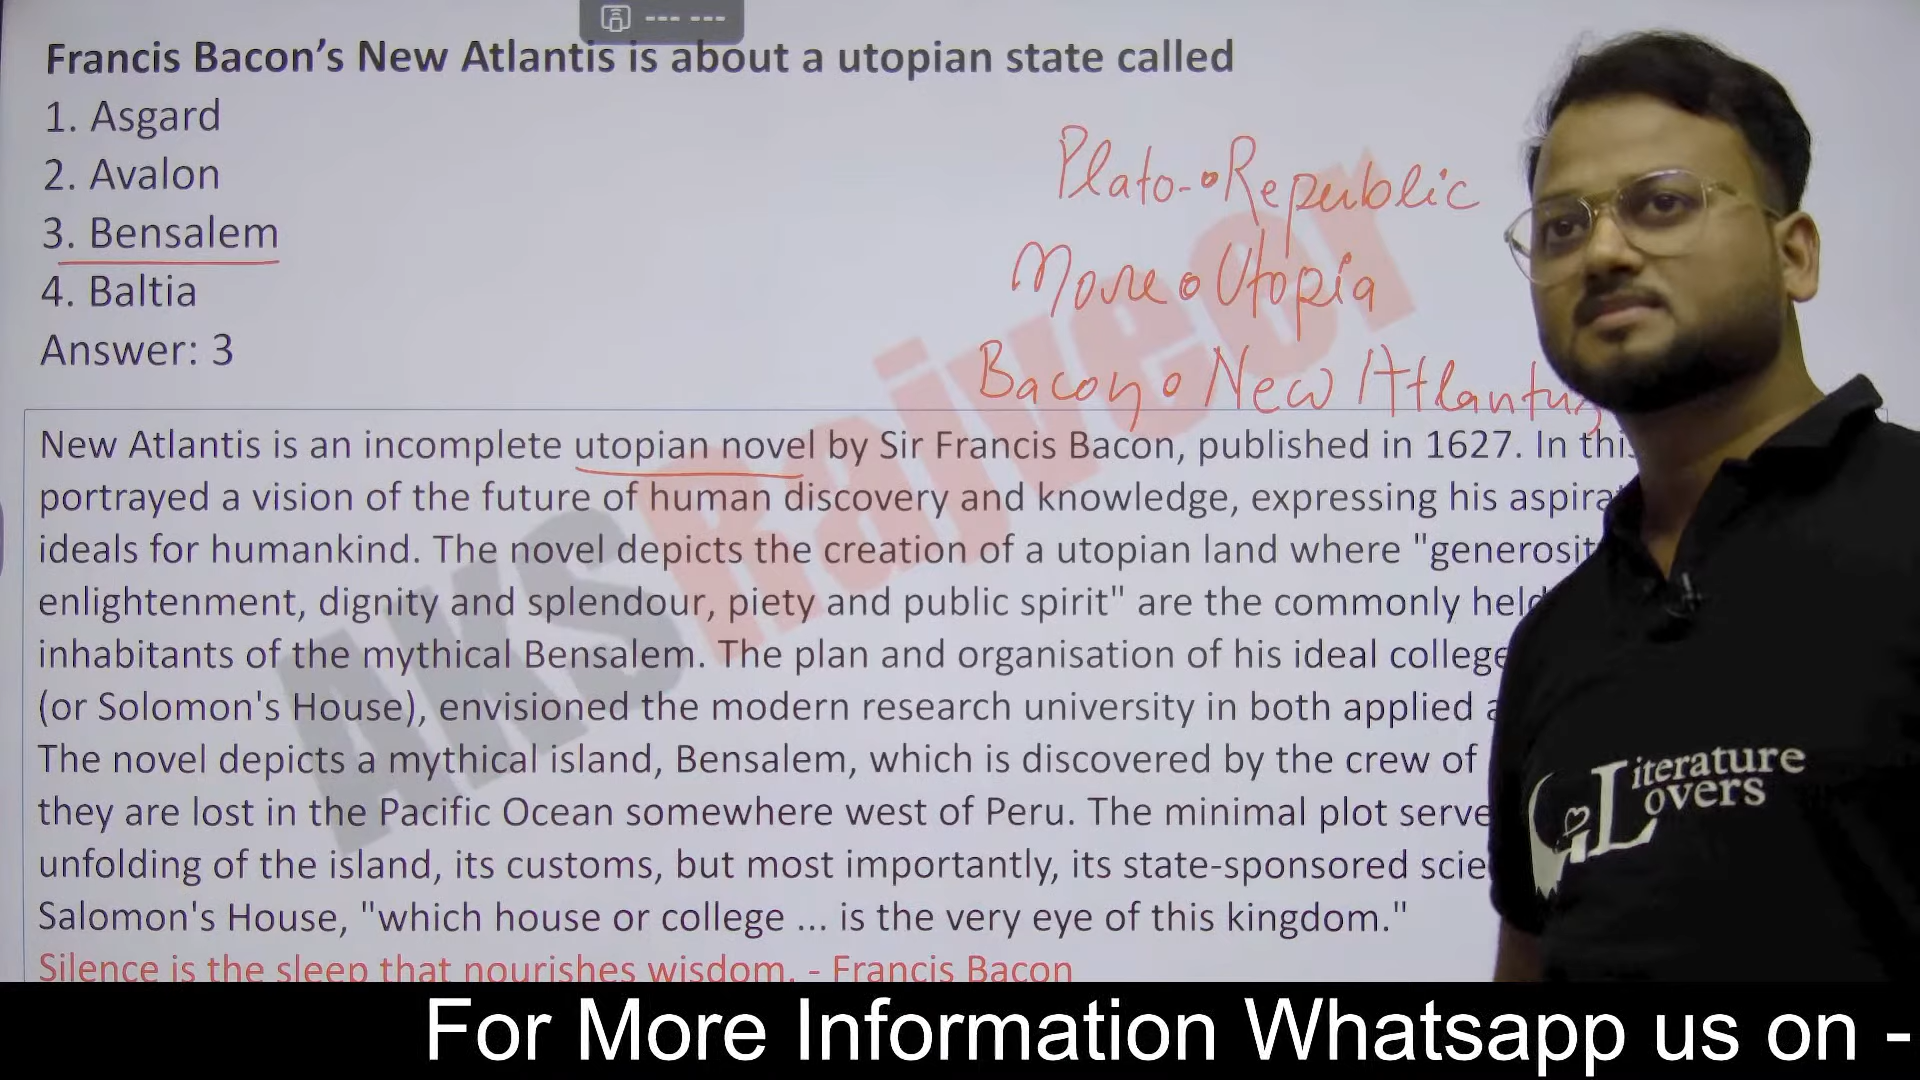 --- ---
Francis Bacon’s New Atlantis is about a utopian state called
1. Asgard
2. Avalon
3. Bensalem
4. Baltia
Answer: 3
Plato - Republic
More Utopia
Bacon New Atlantus
New Atlantis is an incomplete utopian novel by Sir Francis Bacon, published in 1627. In
portrayed a vision of the future of human discovery and knowledge, expressing his
ideals for humankind. The novel depicts the creation of a utopian land where
enlightenment, dignity and splendour, piety and public spirit" are the commonly held
inhabitants of the mythical Bensalem. The plan and organisation of his ideal college
(or Solomon's House), envisioned the modern research university in both applied
The novel depicts a mythical island, Bensalem, which is discovered by the crew of
they are lost in the Pacific Ocean somewhere west of Peru. The minimal plot
unfolding of the island, its customs, but most importantly, its state-sponsored
Salomon's House, "which house or college ... is the very eye of this kingdom."
Silence is the sleep that nourishes wisdom. - Francis Bacon
AKSRajveer
Literature
Lovers
For More Information Whatsapp us on -